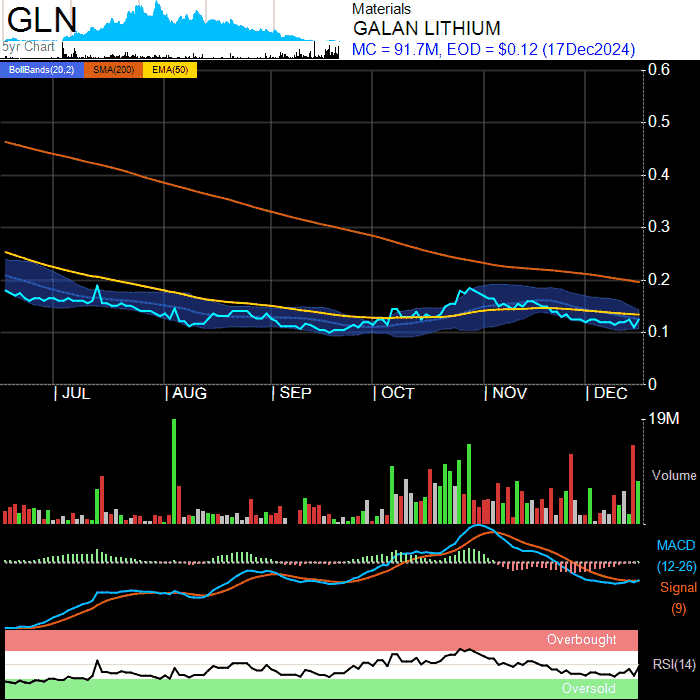 GLN
5yr Chart
Materials
GALAN LITHIUM
MC = 91.7M, EOD = $0.12 (17Dec2024)
BollBands(20,2) SMA(200) EMA(50)
0.6
0.5
0.4
0.3
0.2
0.1
0
| JUL | AUG | SEP | OCT | NOV | DEC
19M
Volume
MACD
(12-26)
Signal
(9)
Overbought
RSI(14)
Oversold